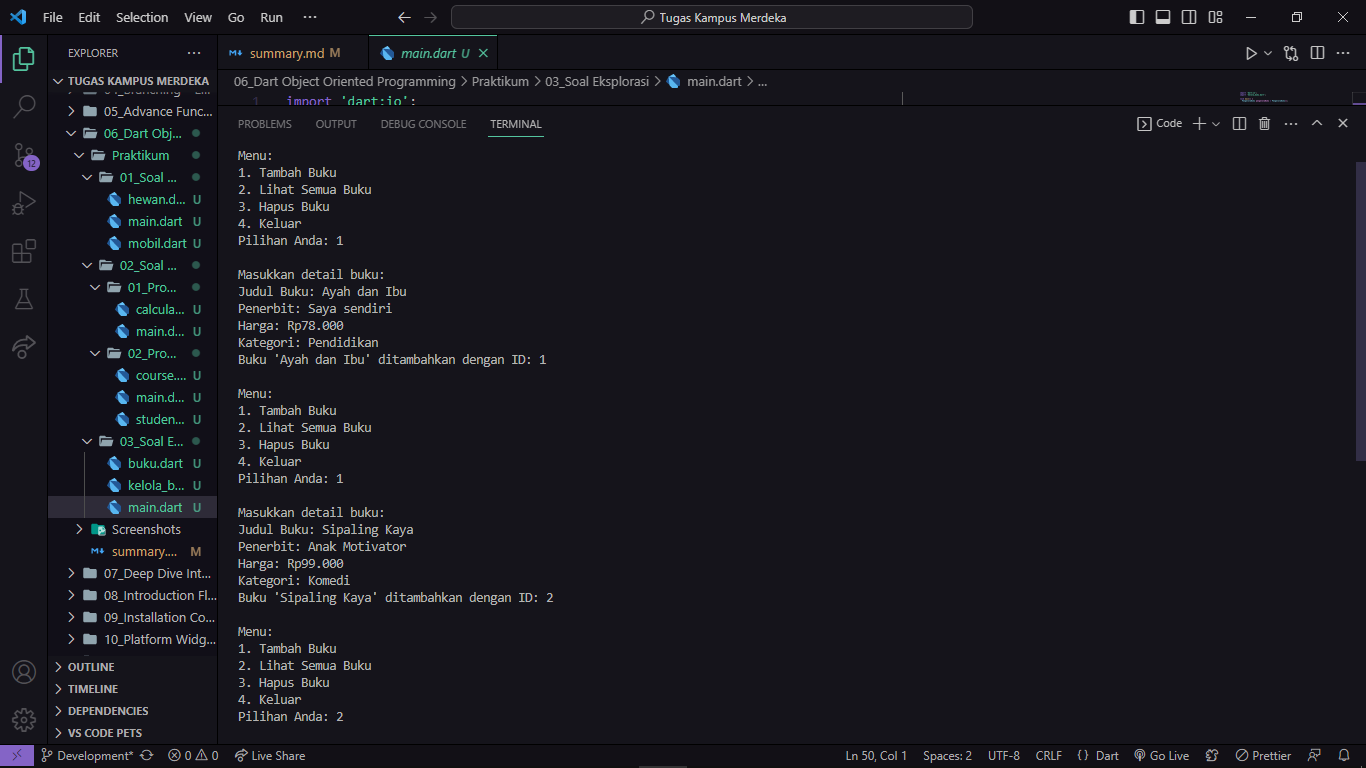 File Edit Selection View Go Run ··· Tugas Kampus Merdeka
EXPLORER ···
TUGAS KAMPUS MERDEKA
05_Advance Func...
06_Dart Obj...
Praktikum
01_Soal ...
hewan.d... U
main.dart U
mobil.dart U
02_Soal ...
01_Pro...
calcula... U
main.d... U
02_Pro...
course.... U
main.d... U
studen... U
03_Soal E...
buku.dart U
kelola_b... U
main.dart U
Screenshots
summary.... M
07_Deep Dive Int...
08_Introduction Fl...
09_Installation Co...
10_Platform Widg...
OUTLINE
TIMELINE
DEPENDENCIES
VS CODE PETS
12
summary.md M main.dart U
06_Dart Object Oriented Programming > Praktikum > 03_Soal Eksplorasi > main.dart > ...
1 import 'dart:io';
PROBLEMS OUTPUT DEBUG CONSOLE TERMINAL Code
Menu:
1. Tambah Buku
2. Lihat Semua Buku
3. Hapus Buku
4. Keluar
Pilihan Anda: 1
Masukkan detail buku:
Judul Buku: Ayah dan Ibu
Penerbit: Saya sendiri
Harga: Rp78.000
Kategori: Pendidikan
Buku 'Ayah dan Ibu' ditambahkan dengan ID: 1
Menu:
1. Tambah Buku
2. Lihat Semua Buku
3. Hapus Buku
4. Keluar
Pilihan Anda: 1
Masukkan detail buku:
Judul Buku: Sipaling Kaya
Penerbit: Anak Motivator
Harga: Rp99.000
Kategori: Komedi
Buku 'Sipaling Kaya' ditambahkan dengan ID: 2
Menu:
1. Tambah Buku
2. Lihat Semua Buku
3. Hapus Buku
4. Keluar
Pilihan Anda: 2
Development* 0 0 Live Share Ln 50, Col 1 Spaces: 2 UTF-8 CRLF {} Dart Go Live Prettier